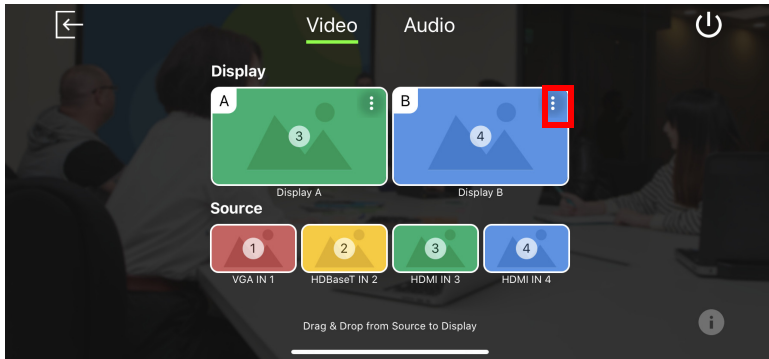 Video Audio
Display
A 3 B 4
Display A Display B
Source
1 2 3 4
VGA IN 1 HDBaseT IN 2 HDMI IN 3 HDMI IN 4
Drag & Drop from Source to Display
i